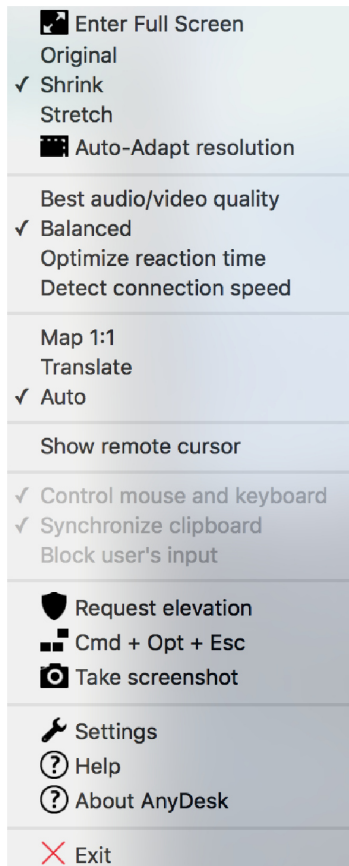 Enter Full Screen
Original
✓ Shrink
Stretch
Auto-Adapt resolution
Best audio/video quality
✓ Balanced
Optimize reaction time
Detect connection speed
Map 1:1
Translate
✓ Auto
Show remote cursor
✓ Control mouse and keyboard
✓ Synchronize clipboard
Block user's input
Request elevation
Cmd + Opt + Esc
Take screenshot
Settings
? Help
? About AnyDesk
Exit